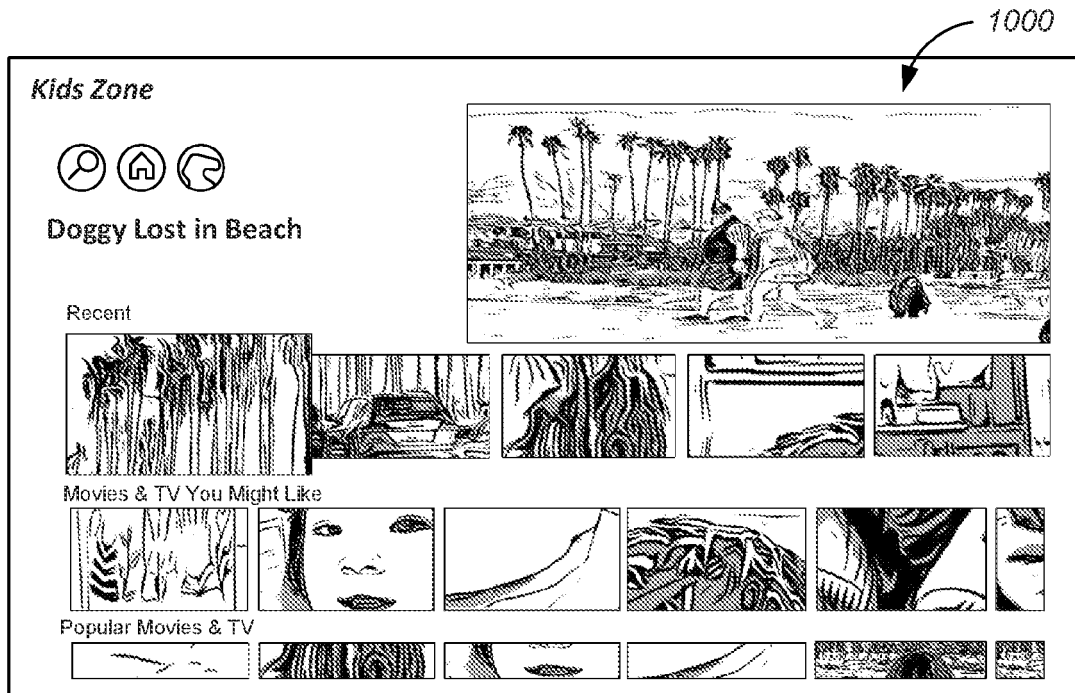 1000
Kids Zone
Doggy Lost in Beach
Recent
Movies & TV You Might Like
Popular Movies & TV